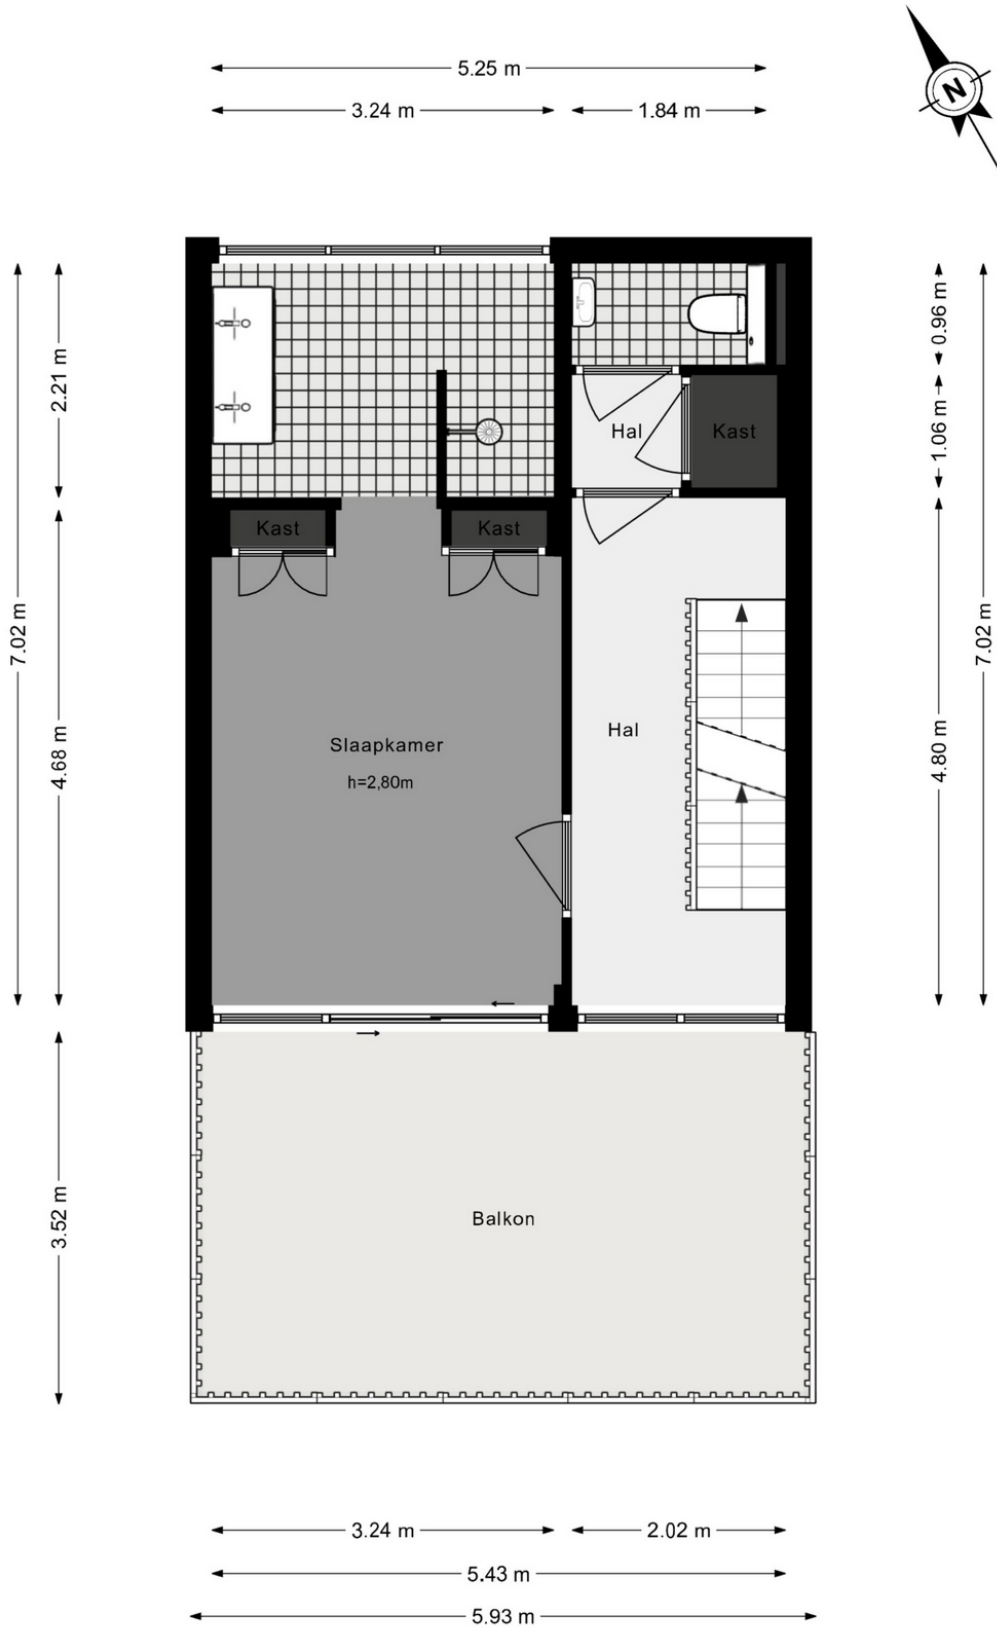 5.25 m
3.24 m
1.84 m
N
2.21 m
0.96 m
1.06 m
Hal
Kast
Kast
Kast
7.02 m
4.68 m
Slaapkamer
h=2,80m
Hal
4.80 m
7.02 m
3.52 m
Balkon
3.24 m
2.02 m
5.43 m
5.93 m